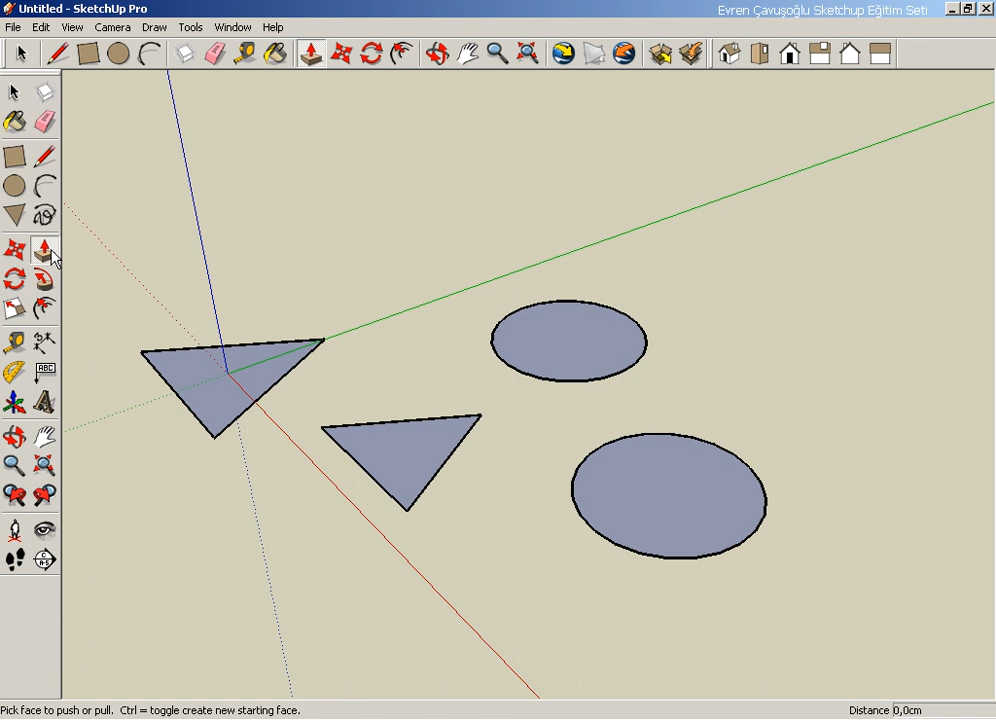 Untitled - SketchUp Pro
Evren Çavuşoğlu Sketchup Eğitim Seti
File Edit View Camera Draw Tools Window Help
ABC
A
Pick face to push or pull. Ctrl = toggle create new starting face.
Distance 0,0cm